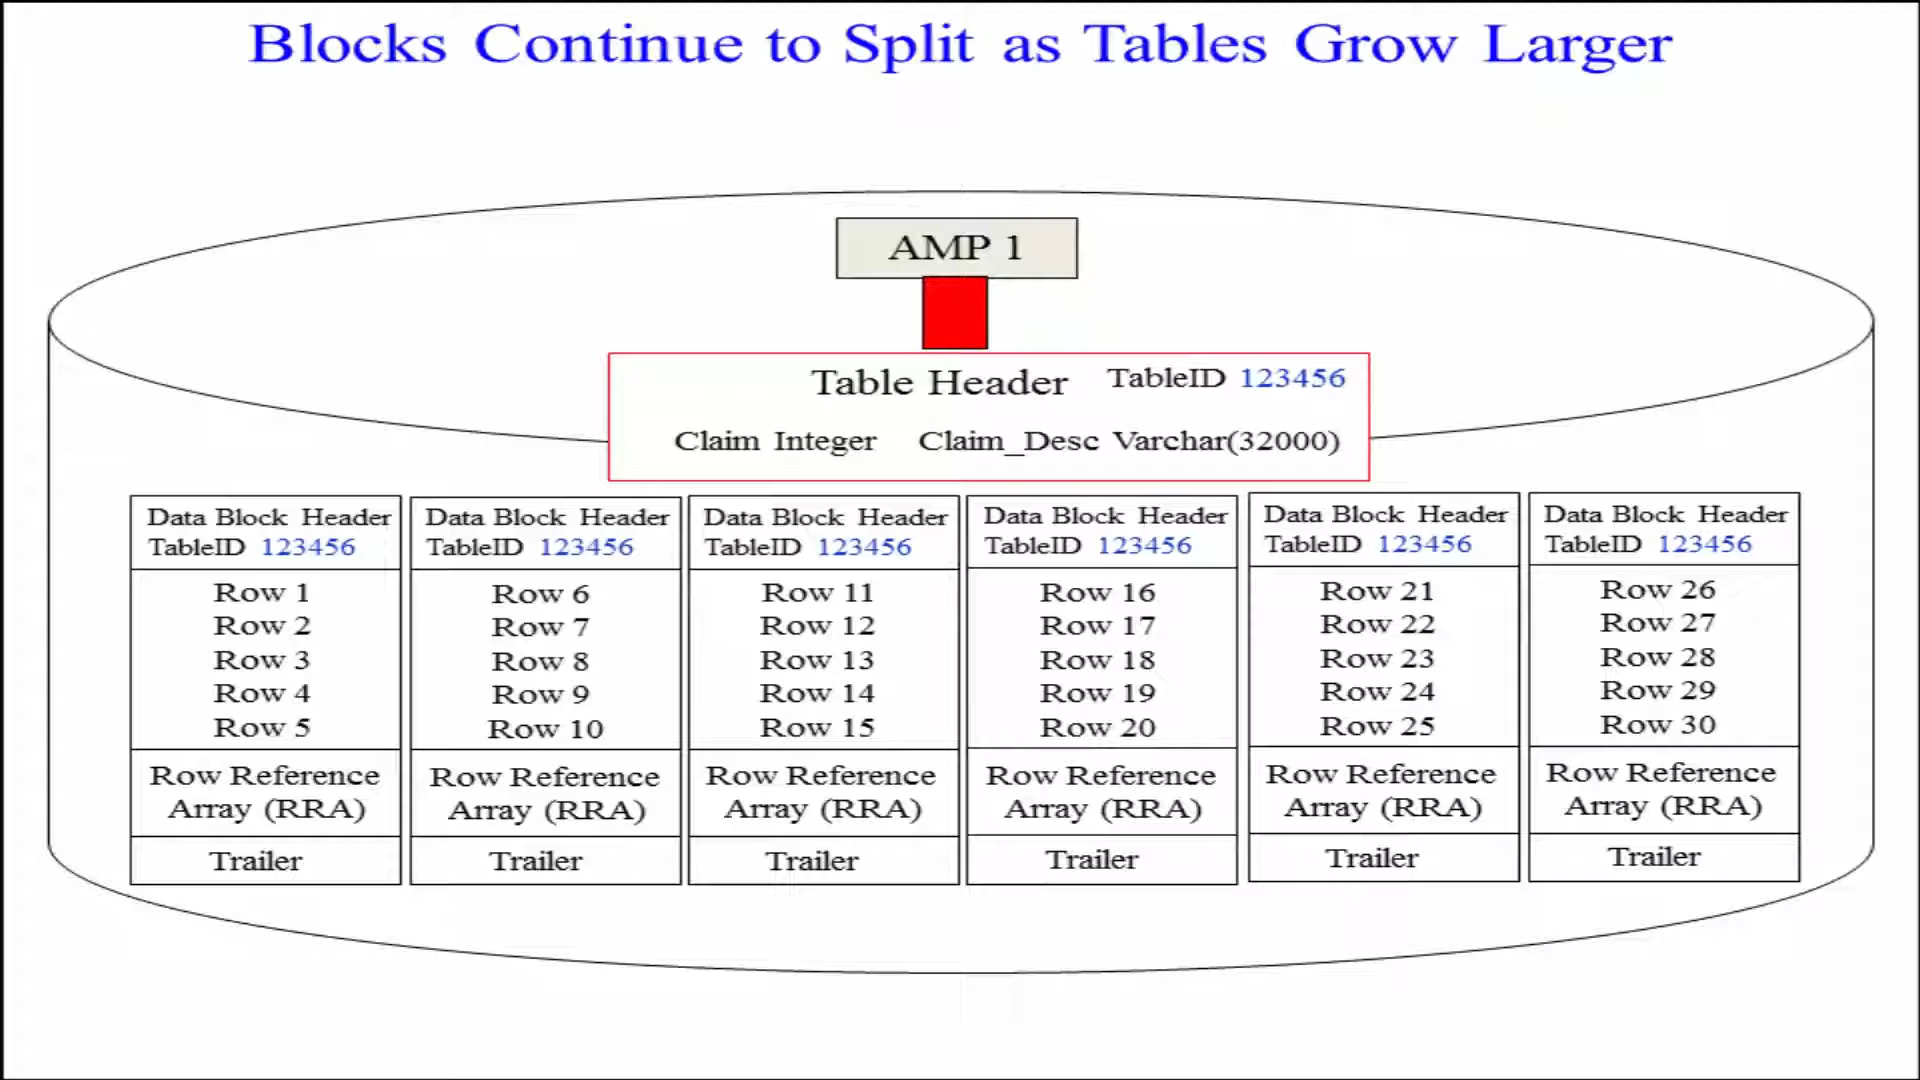 Blocks Continue to Split as Tables Grow Larger
AMP 1
Table Header TableID 123456
Claim Integer Claim_Desc Varchar(32000)
Data Block Header
TableID 123456
Row 1
Row 2
Row 3
Row 4
Row 5
Row Reference
Array (RRA)
Trailer
Data Block Header
TableID 123456
Row 6
Row 7
Row 8
Row 9
Row 10
Row Reference
Array (RRA)
Trailer
Data Block Header
TableID 123456
Row 11
Row 12
Row 13
Row 14
Row 15
Row Reference
Array (RRA)
Trailer
Data Block Header
TableID 123456
Row 16
Row 17
Row 18
Row 19
Row 20
Row Reference
Array (RRA)
Trailer
Data Block Header
TableID 123456
Row 21
Row 22
Row 23
Row 24
Row 25
Row Reference
Array (RRA)
Trailer
Data Block Header
TableID 123456
Row 26
Row 27
Row 28
Row 29
Row 30
Row Reference
Array (RRA)
Trailer